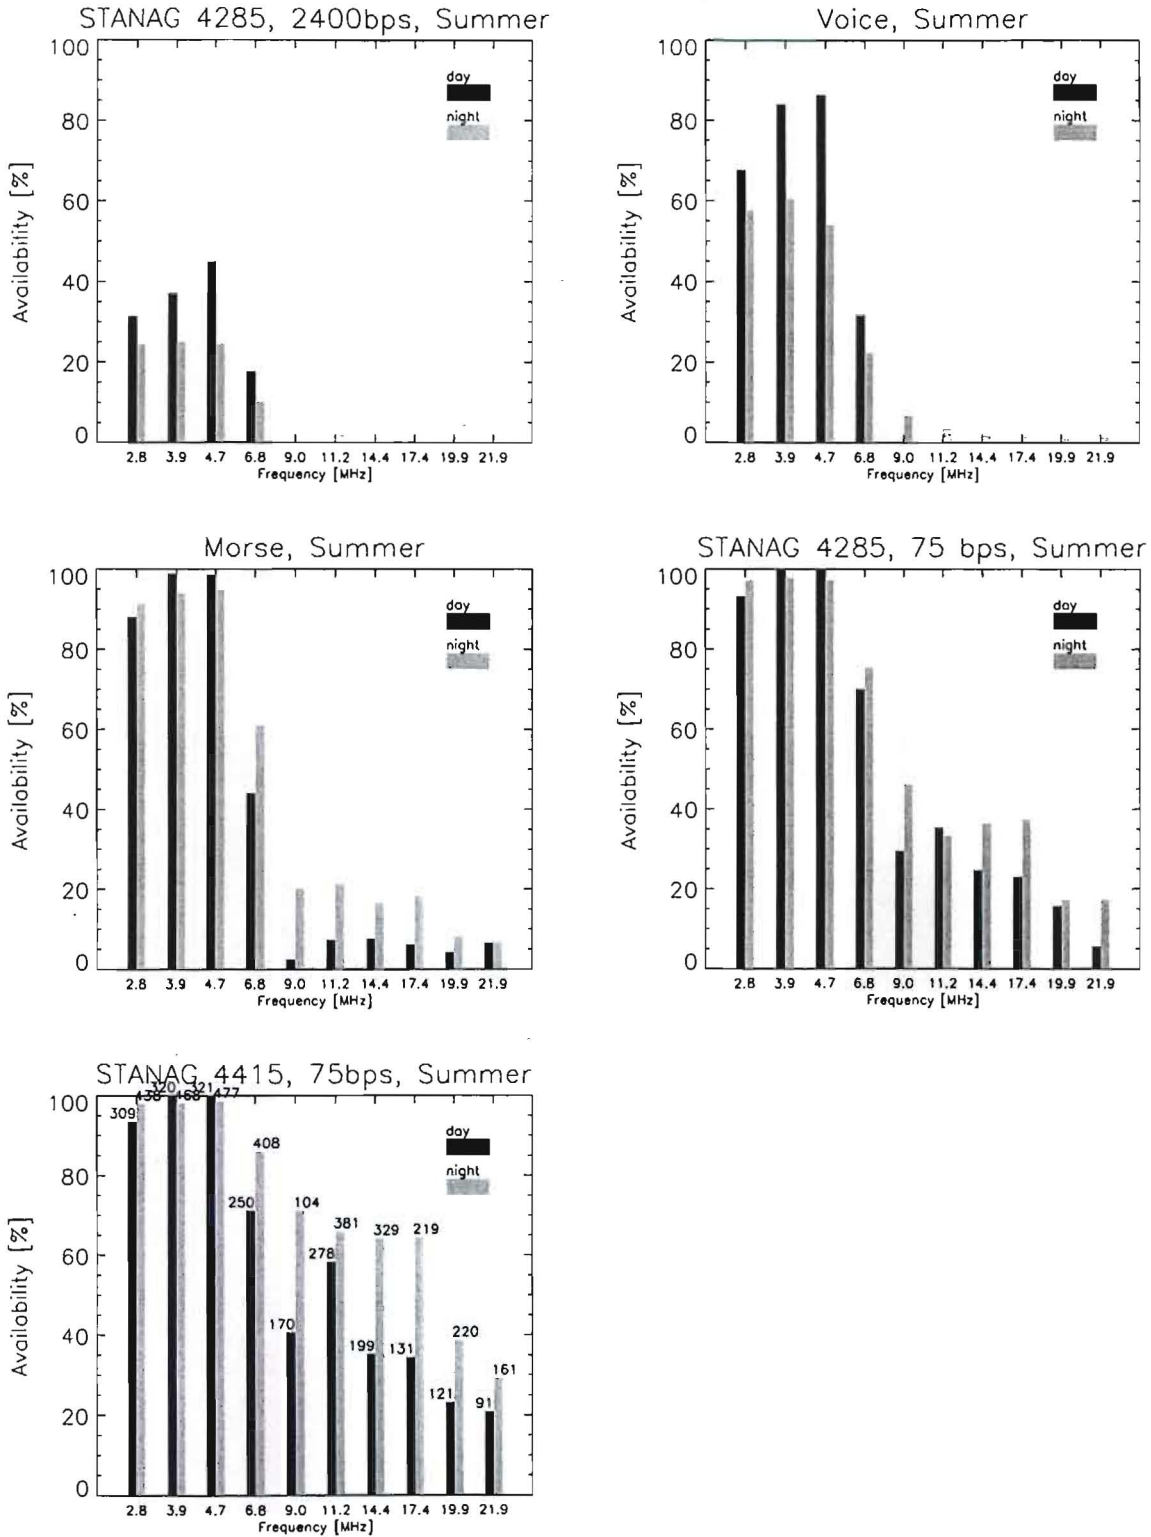 STANAG 4285, 2400bps, Summer
100
80
60
40
20
0
Availability [%]
day
night
2.8 3.9 4.7 6.8 9.0 11.2 14.4 17.4 19.9 21.9
Frequency [MHz]
Voice, Summer
100
80
60
40
20
0
Availability [%]
day
night
2.8 3.9 4.7 6.8 9.0 11.2 14.4 17.4 19.9 21.9
Frequency [MHz]
Morse, Summer
100
80
60
40
20
0
Availability [%]
day
night
2.8 3.9 4.7 6.8 9.0 11.2 14.4 17.4 19.9 21.9
Frequency [MHz]
STANAG 4285, 75 bps, Summer
100
80
60
40
20
0
Availability [%]
day
night
2.8 3.9 4.7 6.8 9.0 11.2 14.4 17.4 19.9 21.9
Frequency [MHz]
STANAG 4415, 75bps, Summer
100
80
60
40
20
0
Availability [%]
day
night
309 320 468 321 477
250 408
170 104
278 381
199 329
131 219
121 220
91 161
2.8 3.9 4.7 6.8 9.0 11.2 14.4 17.4 19.9 21.9
Frequency [MHz]